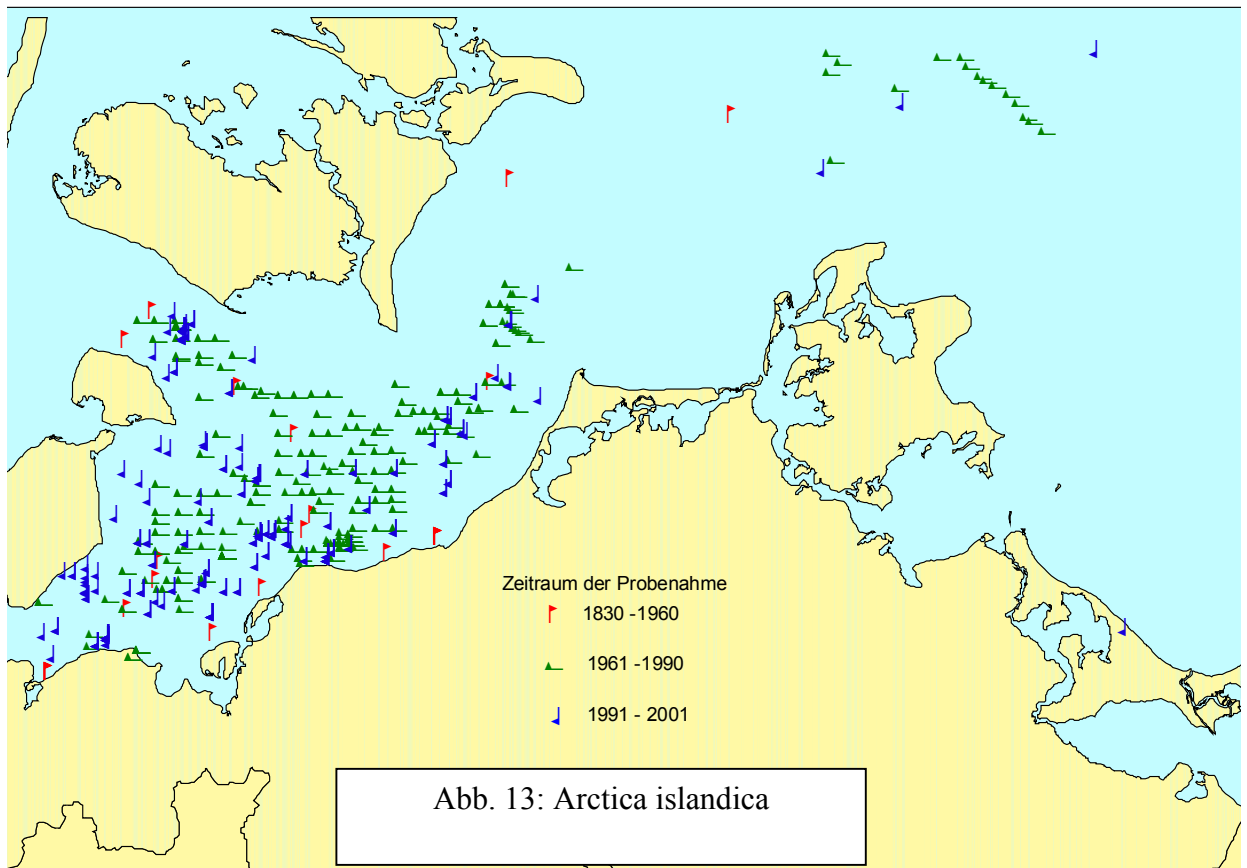 Zeitraum der Probenahme
1830 -1960
1961 -1990
1991 - 2001
Abb. 13: Arctica islandica